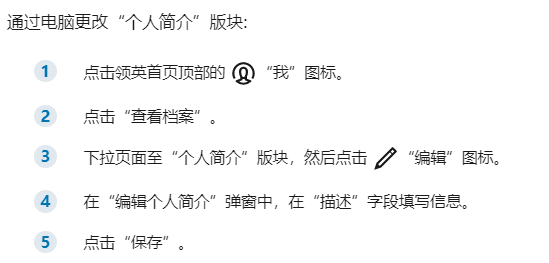 通过电脑更改“个人简介”版块:
1 点击领英首页顶部的 “我”图标。
2 点击“查看档案”。
3 下拉页面至“个人简介”版块，然后点击 “编辑”图标。
4 在“编辑个人简介”弹窗中，在“描述”字段填写信息。
5 点击“保存”。